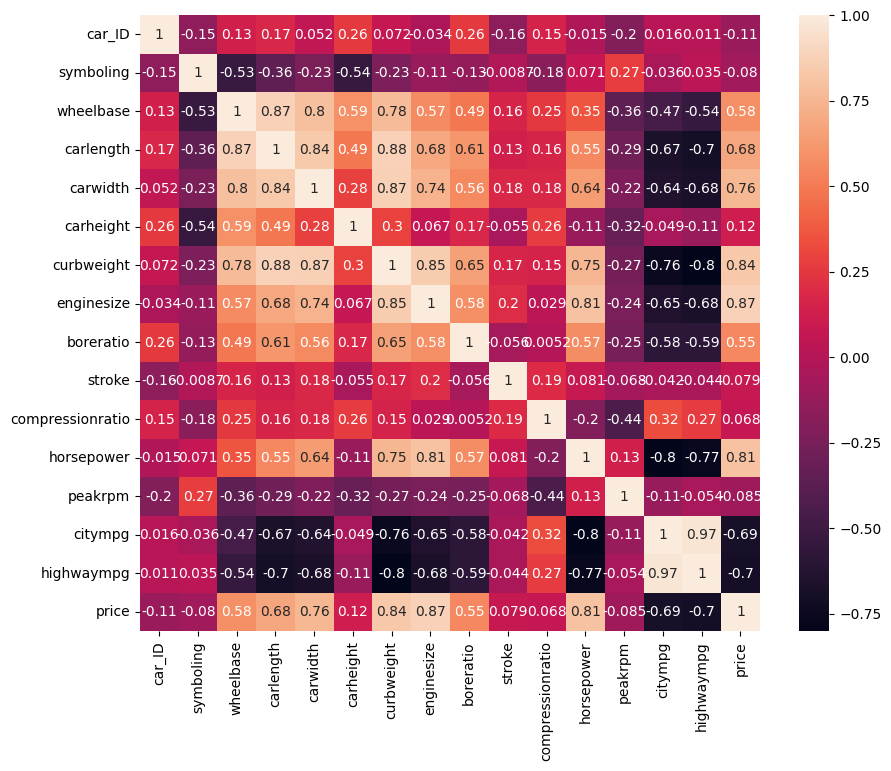 car_ID 1 -0.15 0.13 0.17 0.052 0.26 0.072 -0.034 0.26 -0.16 0.15 -0.015 -0.2 0.016 0.011 -0.11 1.00
symboling -0.15 1 -0.53 -0.36 -0.23 -0.54 -0.23 -0.11 -0.13 -0.0087 -0.18 0.071 0.27 -0.036 0.035 -0.08
wheelbase 0.13 -0.53 1 0.87 0.8 0.59 0.78 0.57 0.49 0.16 0.25 0.35 -0.36 -0.47 -0.54 0.58 0.75
carlength 0.17 -0.36 0.87 1 0.84 0.49 0.88 0.68 0.61 0.13 0.16 0.55 -0.29 -0.67 -0.7 0.68
carwidth 0.052 -0.23 0.8 0.84 1 0.28 0.87 0.74 0.56 0.18 0.18 0.64 -0.22 -0.64 -0.68 0.76 0.50
carheight 0.26 -0.54 0.59 0.49 0.28 1 0.3 0.067 0.17 -0.055 0.26 -0.11 -0.32 -0.049 -0.11 0.12
curbweight 0.072 -0.23 0.78 0.88 0.87 0.3 1 0.85 0.65 0.17 0.15 0.75 -0.27 -0.76 -0.8 0.84 0.25
enginesize -0.034 -0.11 0.57 0.68 0.74 0.067 0.85 1 0.58 0.2 0.029 0.81 -0.24 -0.65 -0.68 0.87
boreratio 0.26 -0.13 0.49 0.61 0.56 0.17 0.65 0.58 1 -0.056 0.0052 0.57 -0.25 -0.58 -0.59 0.55 0.00
stroke -0.16 -0.0087 0.16 0.13 0.18 -0.055 0.17 0.2 -0.056 1 0.19 0.081 -0.068 -0.042 -0.044 0.079
compressionratio 0.15 -0.18 0.25 0.16 0.18 0.26 0.15 0.029 0.0052 0.19 1 -0.2 -0.44 0.32 0.27 0.068 -0.25
horsepower -0.015 0.071 0.35 0.55 0.64 -0.11 0.75 0.81 0.57 0.081 -0.2 1 0.13 -0.8 -0.77 0.81
peakrpm -0.2 0.27 -0.36 -0.29 -0.22 -0.32 -0.27 -0.24 -0.25 -0.068 -0.44 0.13 1 -0.11 -0.054 -0.085 -0.50
citympg 0.016 -0.036 -0.47 -0.67 -0.64 -0.049 -0.76 -0.65 -0.58 -0.042 0.32 -0.8 -0.11 1 0.97 -0.69
highwaympg 0.011 0.035 -0.54 -0.7 -0.68 -0.11 -0.8 -0.68 -0.59 -0.044 0.27 -0.77 -0.054 0.97 1 -0.7
price -0.11 -0.08 0.58 0.68 0.76 0.12 0.84 0.87 0.55 0.079 0.068 0.81 -0.085 -0.69 -0.7 1 -0.75
car_ID symboling wheelbase carlength carwidth carheight curbweight enginesize boreratio stroke compressionratio horsepower peakrpm citympg highwaympg price